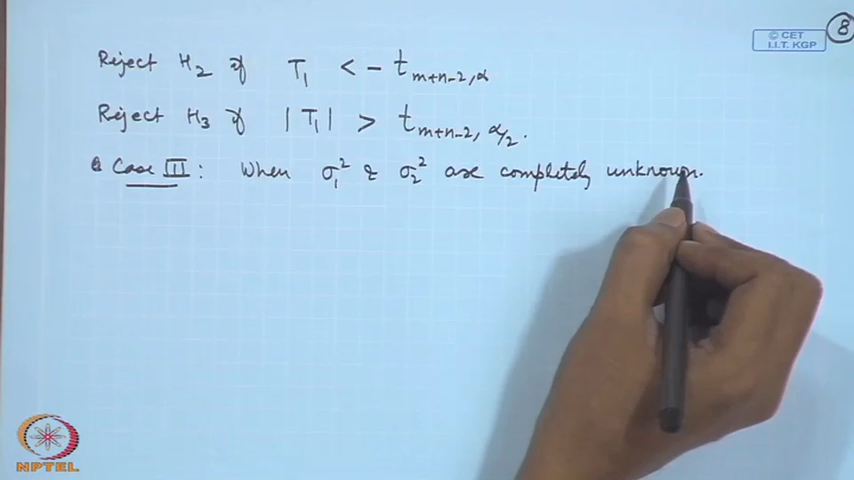 8
© CET
I.I.T. KGP
Reject H₂ if T₁ < - t_{m+n-2, α}
Reject H₃ if |T₁| > t_{m+n-2, α/2}.
Case III: When σ₁² & σ₂² are completely unknown.
NPTEL